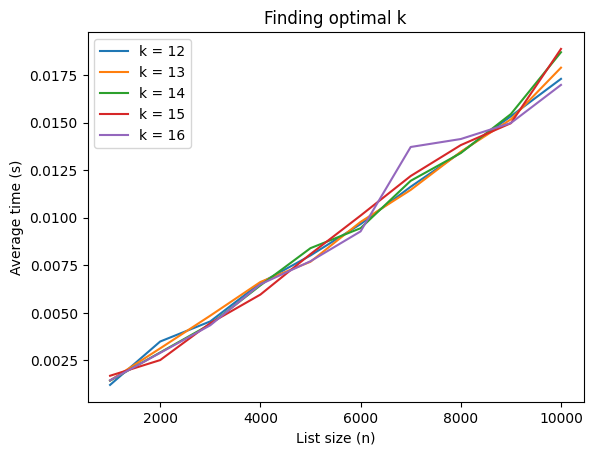 Finding optimal k
k = 12
k = 13
k = 14
k = 15
k = 16
Average time (s)
0.0175
0.0150
0.0125
0.0100
0.0075
0.0050
0.0025
2000 4000 6000 8000 10000
List size (n)